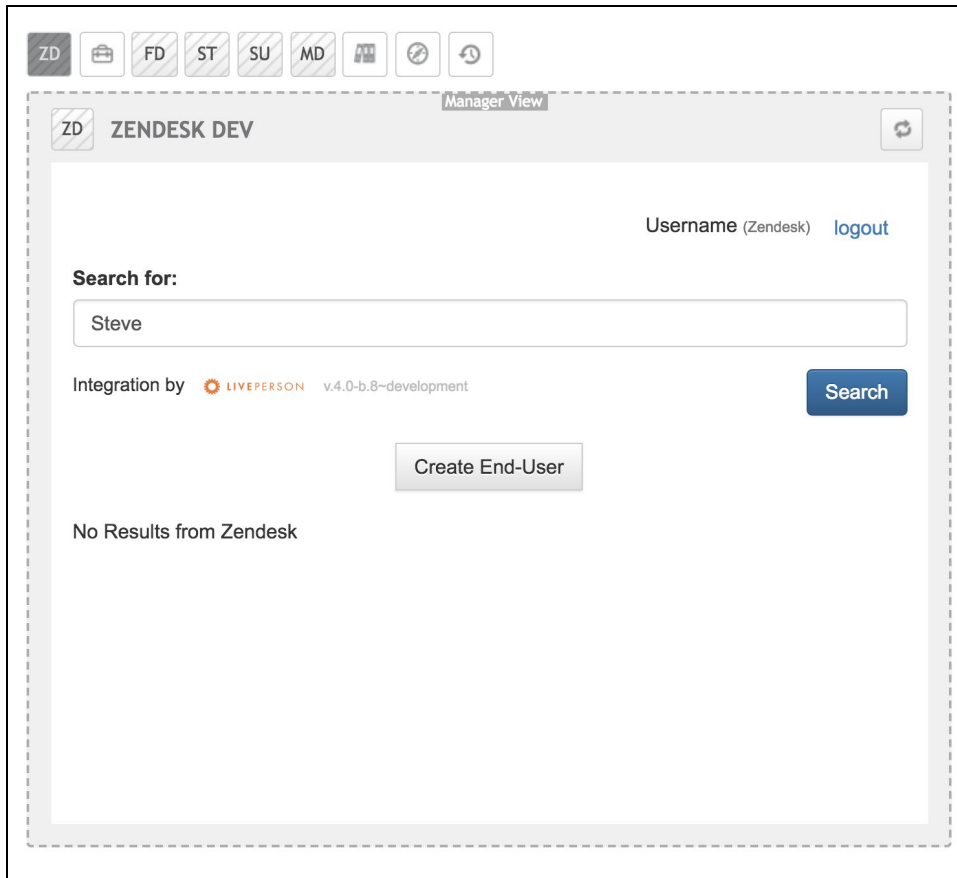 ZD FD ST SU MD
Manager View
ZD ZENDESK DEV
Username (Zendesk) logout
Search for:
Steve
Integration by LIVEPERSON v.4.0-b.8~development
Search
Create End-User
No Results from Zendesk